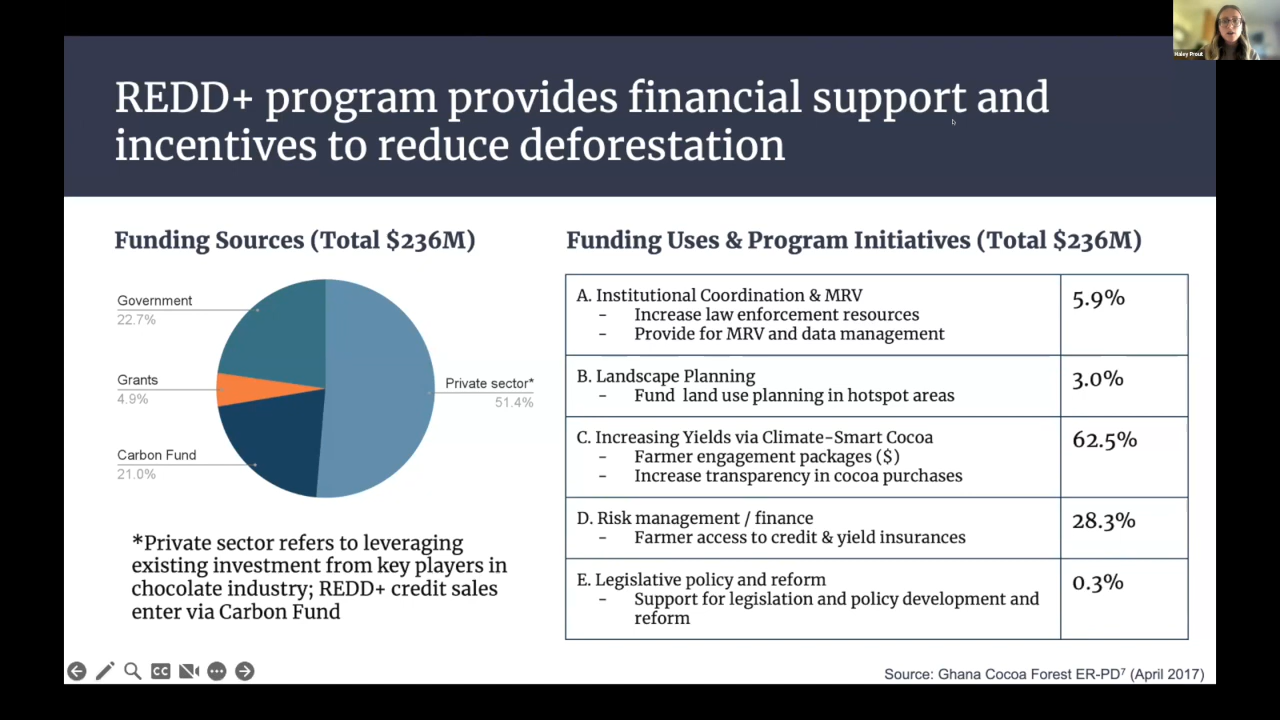 Haley Prout
REDD+ program provides financial support and
incentives to reduce deforestation
Funding Sources (Total $236M)
Government
22.7%
Grants
4.9%
Carbon Fund
21.0%
Private sector*
51.4%
*Private sector refers to leveraging
existing investment from key players in
chocolate industry; REDD+ credit sales
enter via Carbon Fund
Funding Uses & Program Initiatives (Total $236M)
A. Institutional Coordination & MRV
- Increase law enforcement resources
- Provide for MRV and data management
5.9%
B. Landscape Planning
- Fund land use planning in hotspot areas
3.0%
C. Increasing Yields via Climate-Smart Cocoa
- Farmer engagement packages ($)
- Increase transparency in cocoa purchases
62.5%
D. Risk management / finance
- Farmer access to credit & yield insurances
28.3%
E. Legislative policy and reform
- Support for legislation and policy development and
reform
0.3%
CC
Source: Ghana Cocoa Forest ER-PD⁷ (April 2017)